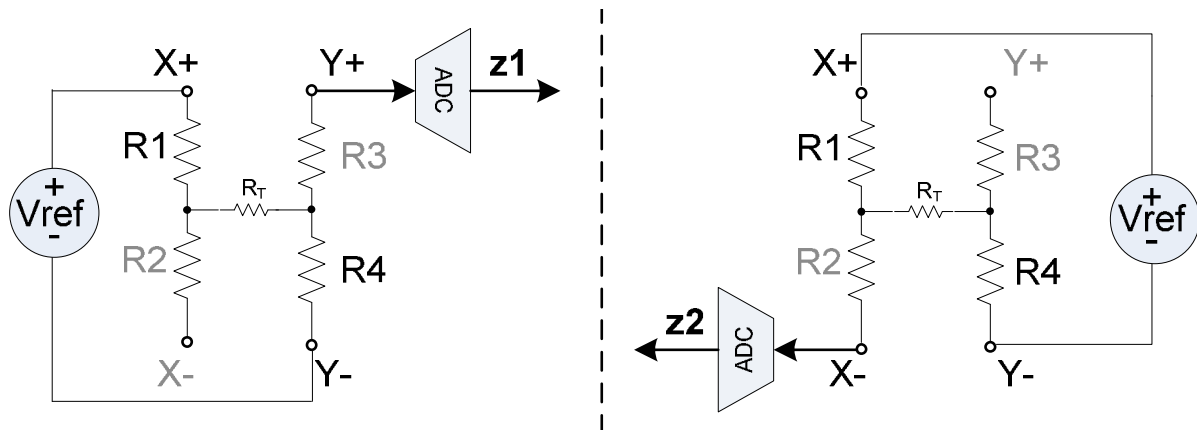 X+
Y+
ADC
z1
R1
R3
RT
+
Vref
-
R2
R4
X-
Y-
X+
Y+
R1
R3
RT
+
Vref
-
R2
R4
z2
ADC
X-
Y-